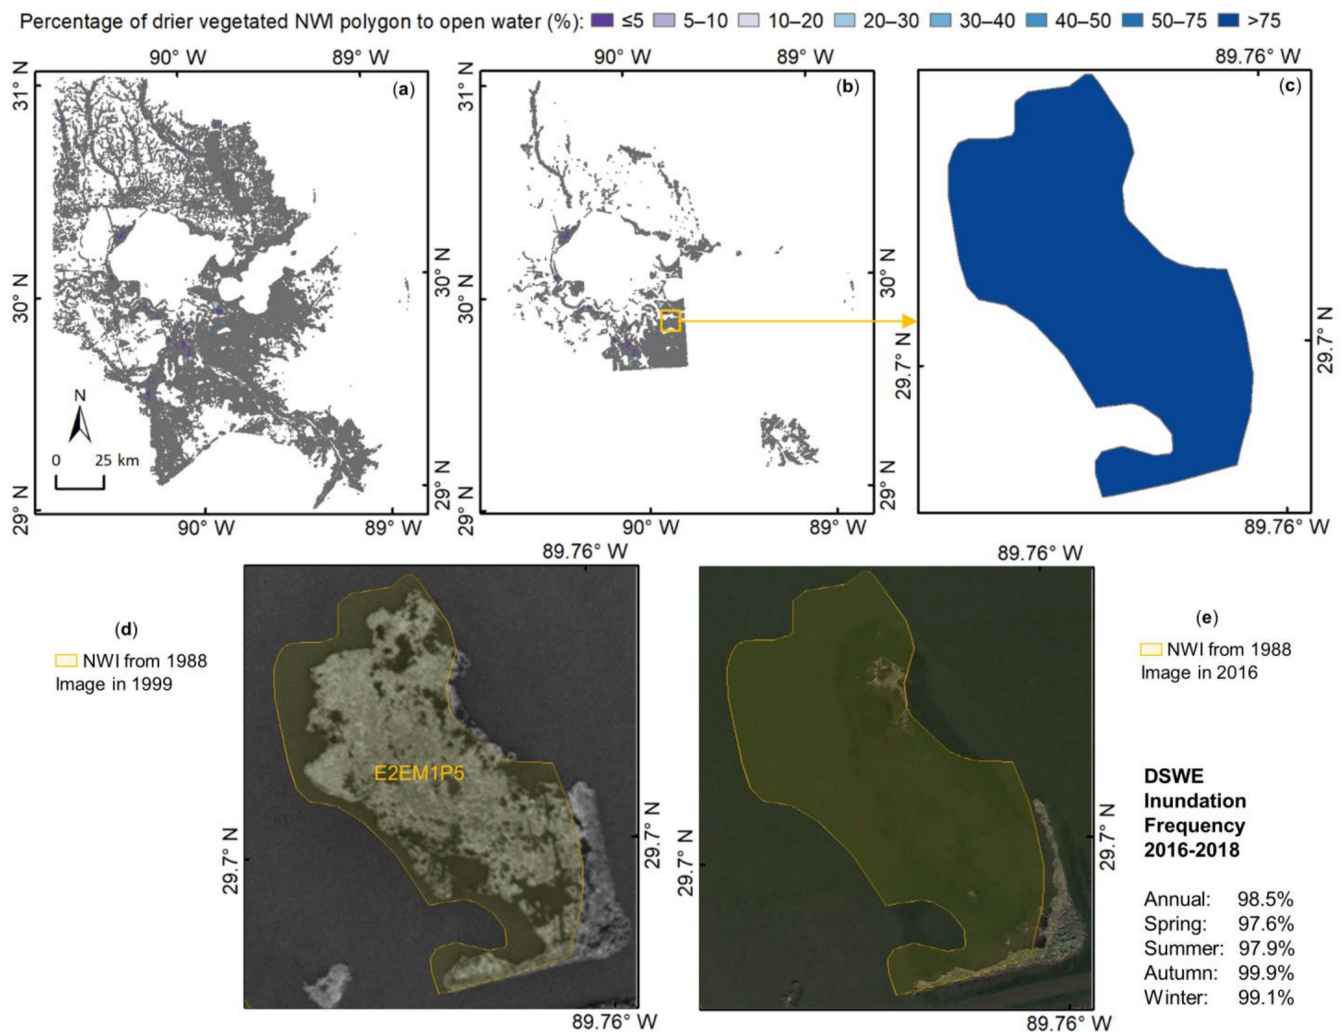 Percentage of drier vegetated NWI polygon to open water (%): ≤5 5–10 10–20 20–30 30–40 40–50 50–75 >75
90° W 89° W 90° W 89° W 89.76° W
(a) (b) (c)
31° N 31° N
30° N 30° N 30° N 30° N
29.7° N 29.7° N
N
0 25 km
29° N 29° N 29° N 29° N
90° W 89° W 90° W 89° W 89.76° W
89.76° W 89.76° W
(d)
NWI from 1988
Image in 1999
E2EM1P5
29.7° N 29.7° N
89.76° W
(e)
NWI from 1988
Image in 2016
29.7° N 29.7° N
89.76° W
DSWE
Inundation
Frequency
2016-2018
Annual: 98.5%
Spring: 97.6%
Summer: 97.9%
Autumn: 99.9%
Winter: 99.1%